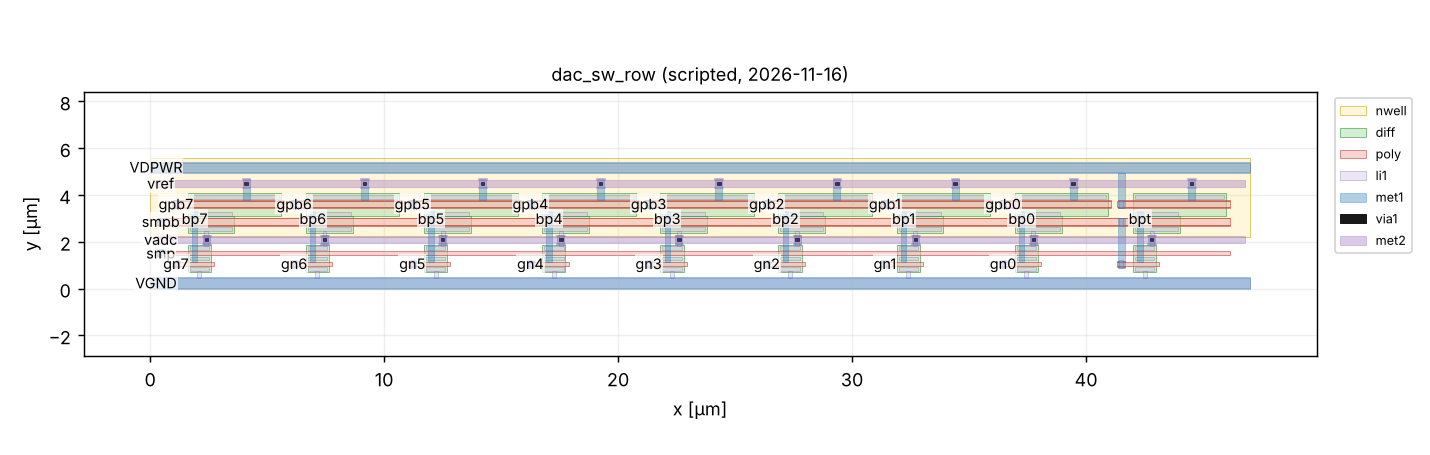 dac_sw_row (scripted, 2026-11-16)
8
6
4
2
0
−2
y [μm]
VDPWR
vref
gpb7 gpb6 gpb5 gpb4 gpb3 gpb2 gpb1 gpb0
smpb bp7 bp6 bp5 bp4 bp3 bp2 bp1 bp0 bpt
vadc
smp
gn7 gn6 gn5 gn4 gn3 gn2 gn1 gn0
VGND
0 10 20 30 40
x [μm]
nwell
diff
poly
li1
met1
via1
met2